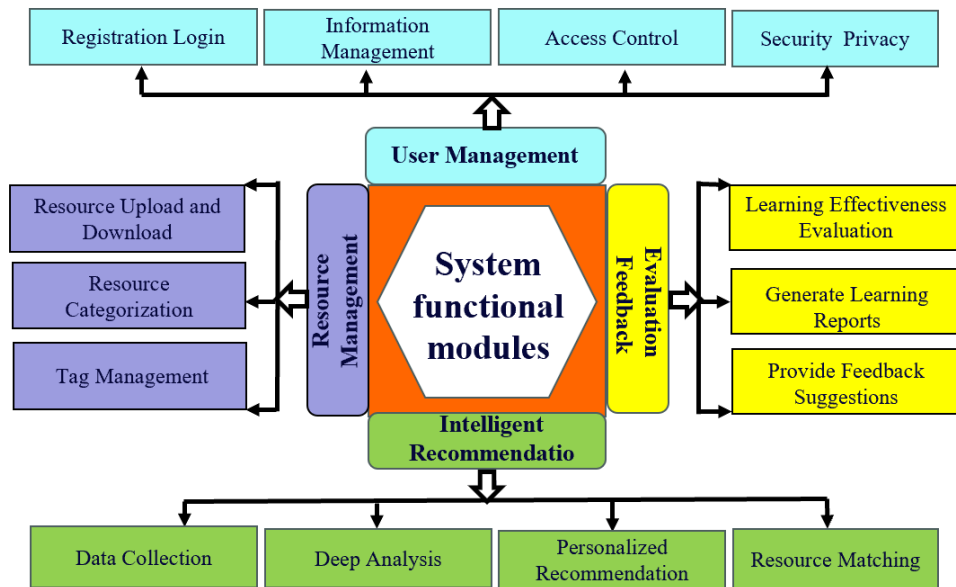 Registration Login
Information
Management
Access Control
Security Privacy
User Management
Resource Upload and
Download
Resource
Categorization
Tag Management
Resource
Management
System
functional
modules
Evaluation
Feedback
Learning Effectiveness
Evaluation
Generate Learning
Reports
Provide Feedback
Suggestions
Intelligent
Recommendatio
Data Collection
Deep Analysis
Personalized
Recommendation
Resource Matching